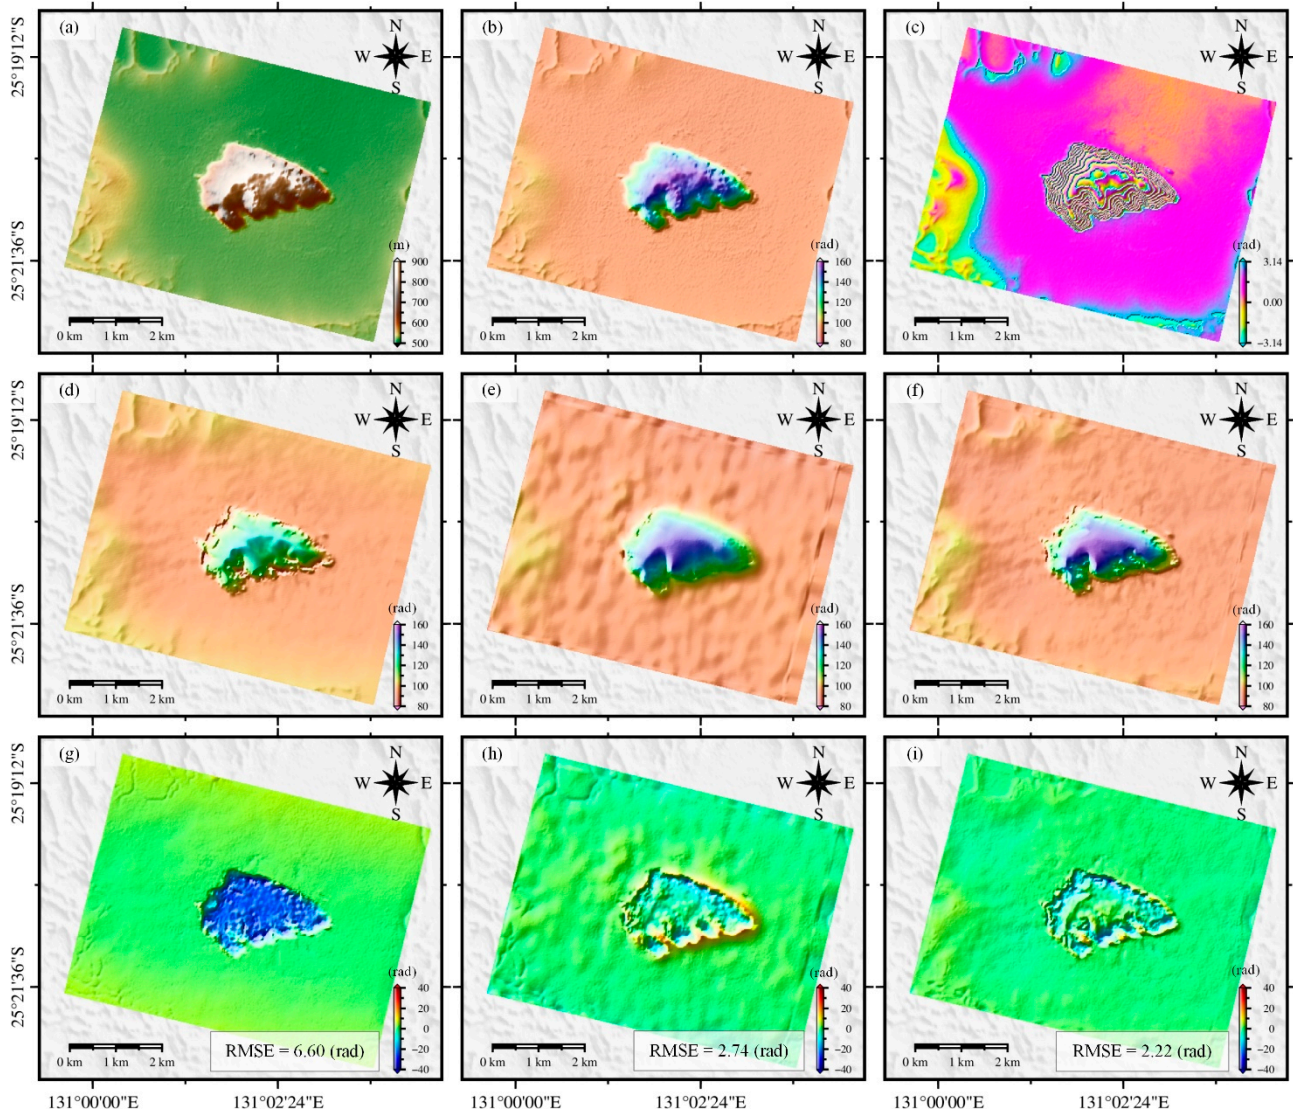 (a)
N
W E
S
(m)
900
800
700
600
500
0 km 1 km 2 km
25°19'12"S
25°21'36"S
(b)
N
W E
S
(rad)
160
140
120
100
80
0 km 1 km 2 km
(c)
N
W E
S
(rad)
3.14
0.00
−3.14
0 km 1 km 2 km
(d)
N
W E
S
(rad)
160
140
120
100
80
0 km 1 km 2 km
25°19'12"S
25°21'36"S
(e)
N
W E
S
(rad)
160
140
120
100
80
0 km 1 km 2 km
(f)
N
W E
S
(rad)
160
140
120
100
80
0 km 1 km 2 km
(g)
N
W E
S
(rad)
40
20
0
−20
−40
RMSE = 6.60 (rad)
0 km 1 km 2 km
25°19'12"S
25°21'36"S
131°00'00"E 131°02'24"E
(h)
N
W E
S
(rad)
40
20
0
−20
−40
RMSE = 2.74 (rad)
0 km 1 km 2 km
131°00'00"E 131°02'24"E
(i)
N
W E
S
(rad)
40
20
0
−20
−40
RMSE = 2.22 (rad)
0 km 1 km 2 km
131°00'00"E 131°02'24"E